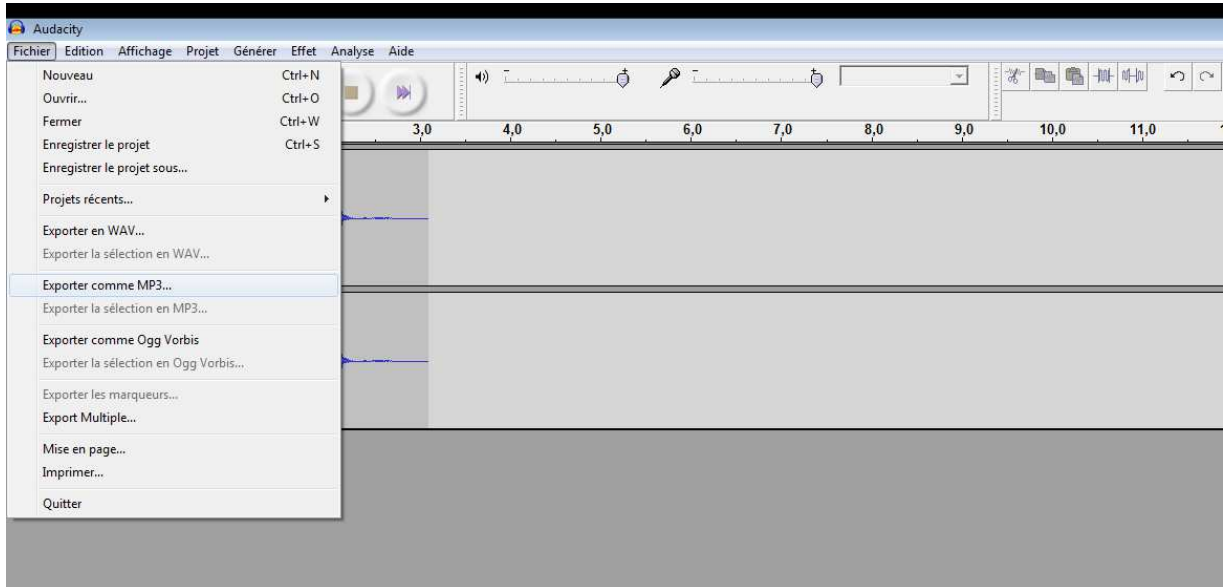 Audacity
Fichier Edition Affichage Projet Générer Effet Analyse Aide
Nouveau Ctrl+N
Ouvrir... Ctrl+O
Fermer Ctrl+W
Enregistrer le projet Ctrl+S
Enregistrer le projet sous...
Projets récents...
Exporter en WAV...
Exporter la sélection en WAV...
Exporter comme MP3...
Exporter la sélection en MP3...
Exporter comme Ogg Vorbis
Exporter la sélection en Ogg Vorbis...
Exporter les marqueurs...
Export Multiple...
Mise en page...
Imprimer...
Quitter
3,0 4,0 5,0 6,0 7,0 8,0 9,0 10,0 11,0